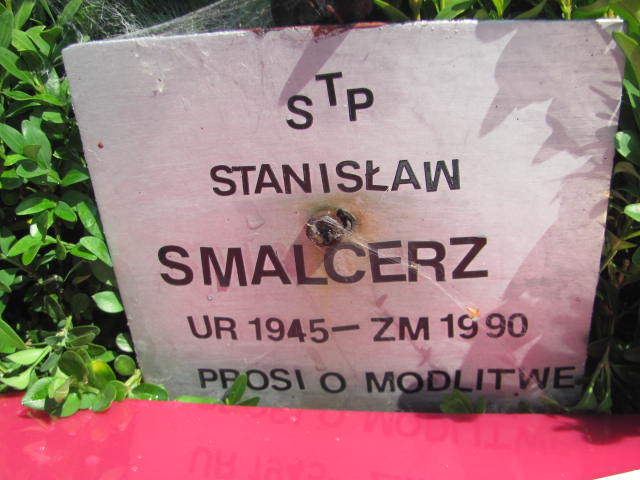 STP
STANISŁAW
SMALCERZ
UR 1945 - ZM 1990
PROSI O MODLITWE